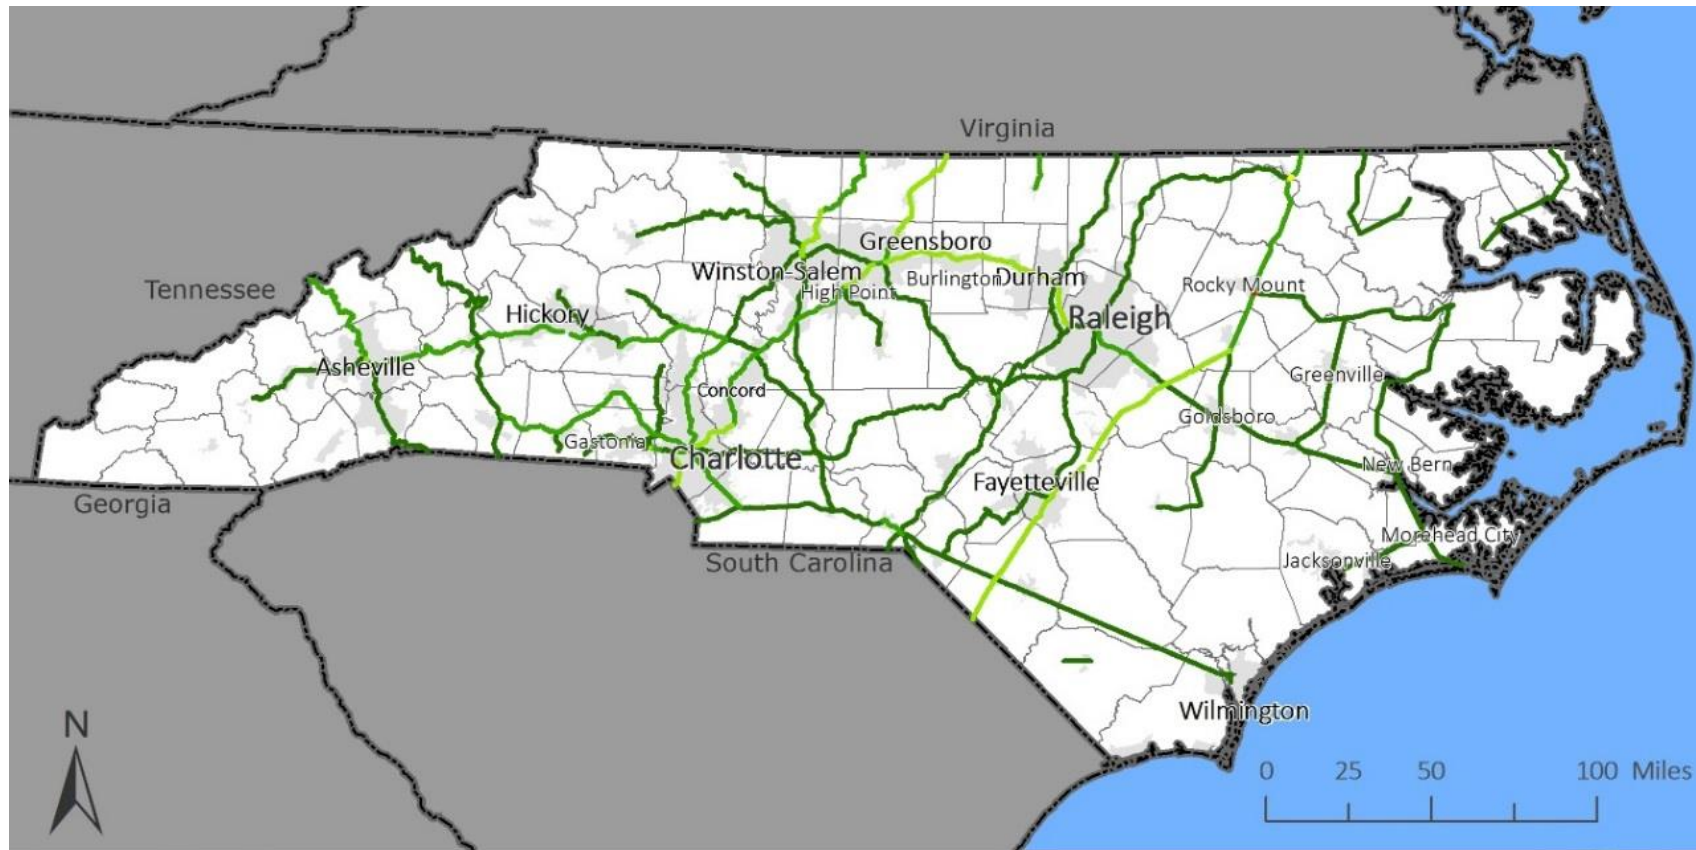 Virginia
Greensboro
Winston-Salem
Burlington
Durham
High Point
Rocky Mount
Tennessee
Hickory
Raleigh
Asheville
Greenville
Concord
Goldsboro
Gastonia
Charlotte
New Bern
Fayetteville
Georgia
Morehead City
South Carolina
Jacksonville
Wilmington
N
0 25 50 100 Miles